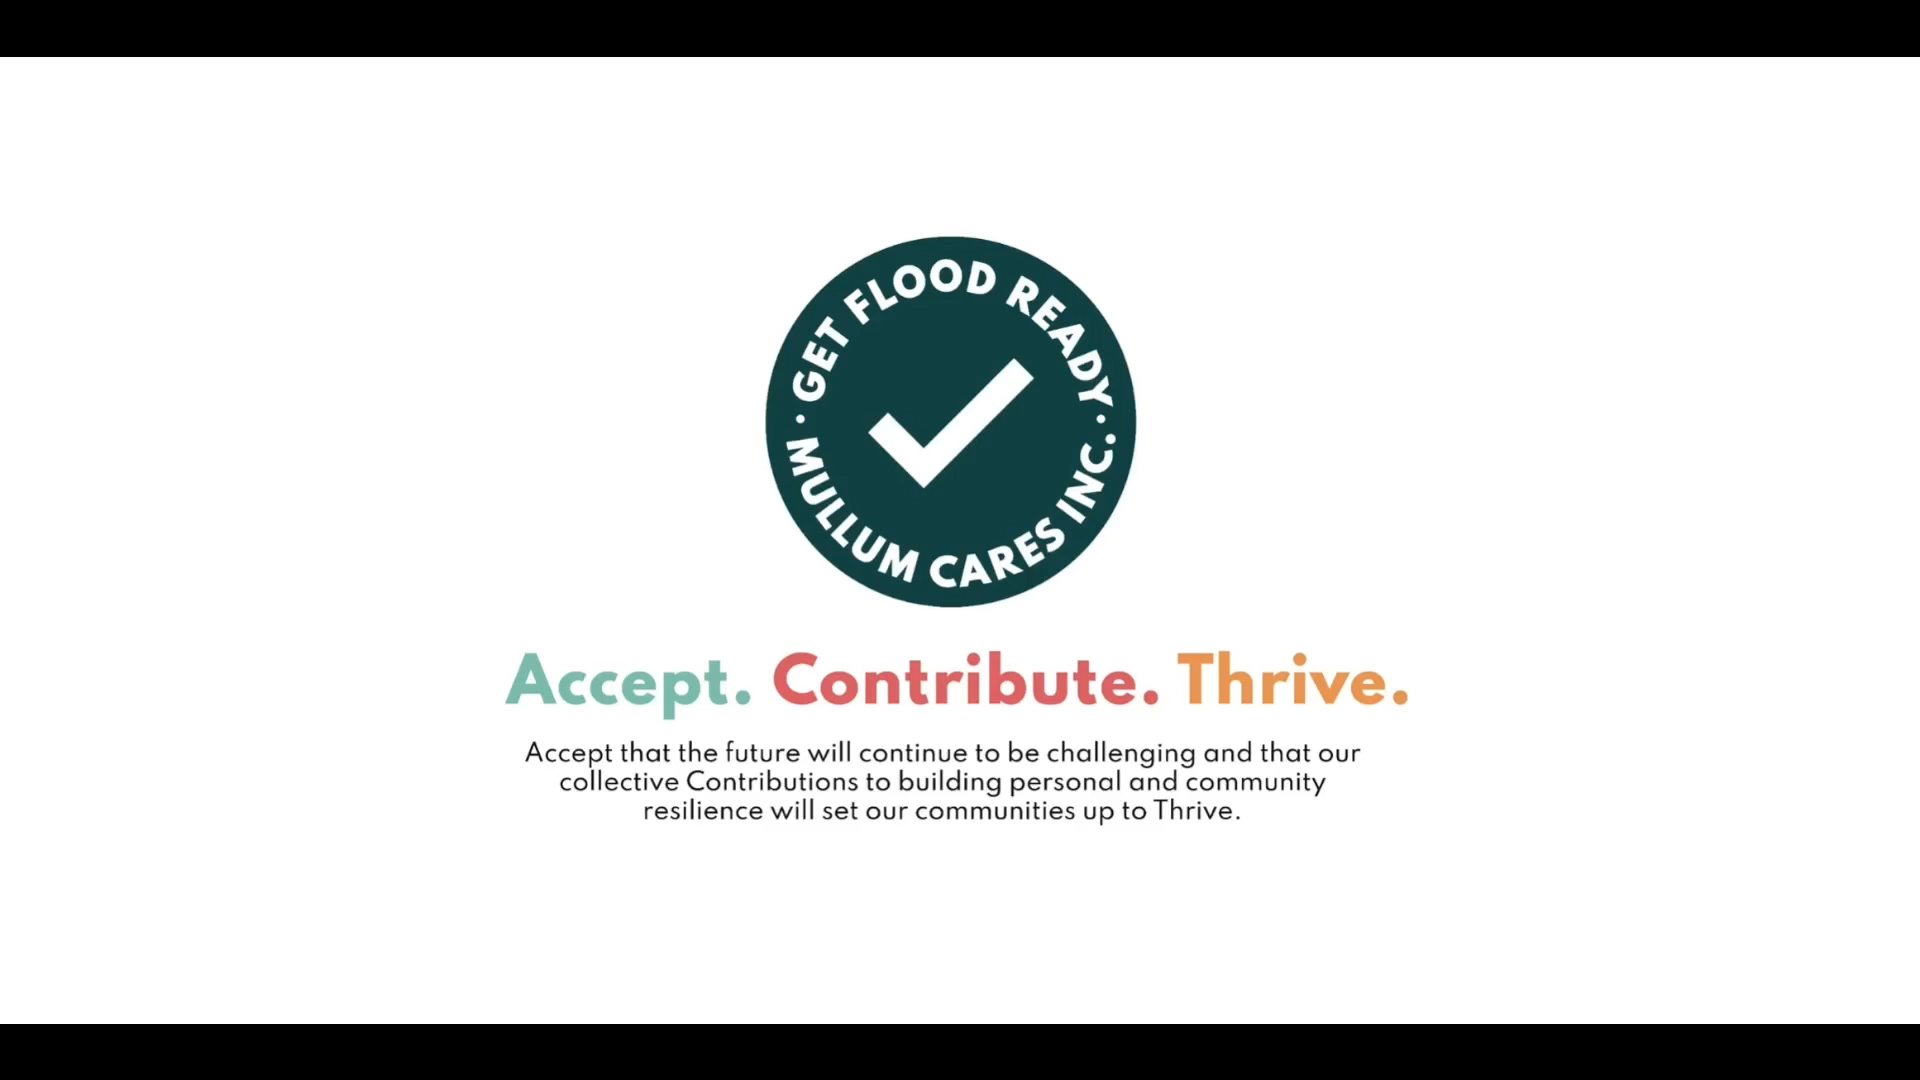 GET FLOOD READY
MULLUM CARES INC.
Accept. Contribute. Thrive.
Accept that the future will continue to be challenging and that our
collective Contributions to building personal and community
resilience will set our communities up to Thrive.